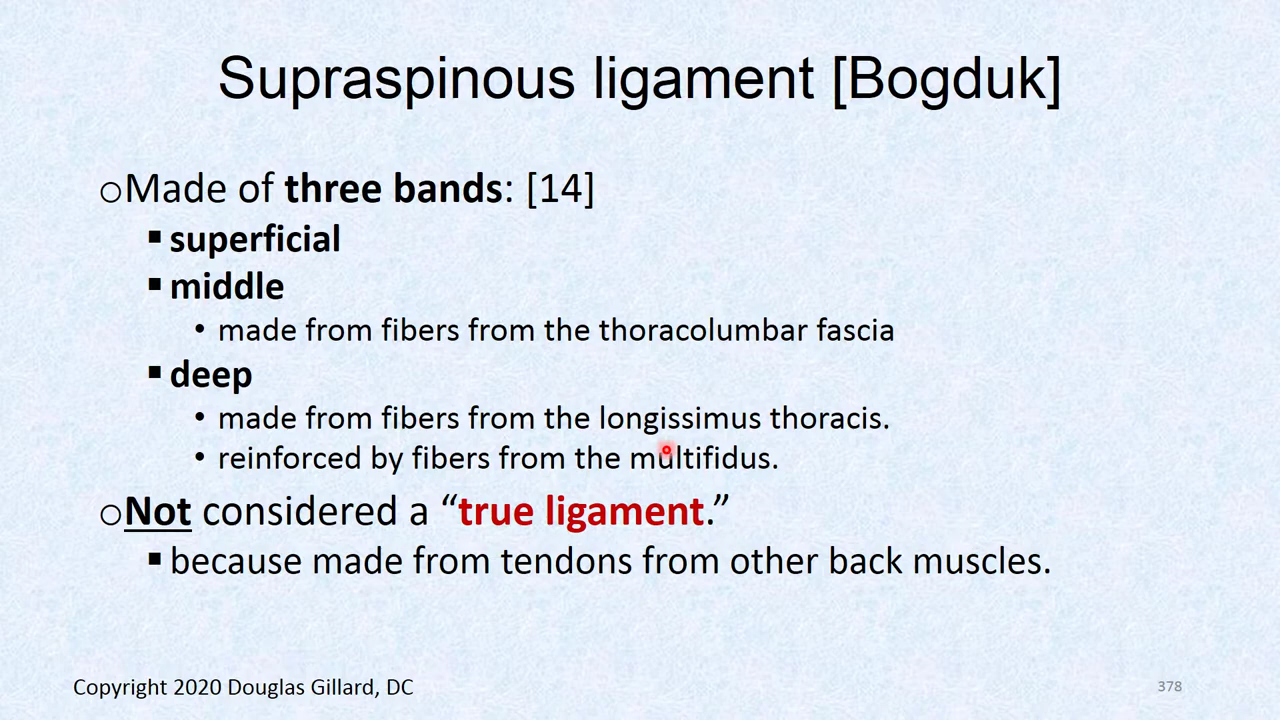 Supraspinous ligament [Bogduk]
oMade of three bands: [14]
▪ superficial
▪ middle
• made from fibers from the thoracolumbar fascia
▪ deep
• made from fibers from the longissimus thoracis.
• reinforced by fibers from the multifidus.
oNot considered a “true ligament.”
▪ because made from tendons from other back muscles.
Copyright 2020 Douglas Gillard, DC
378